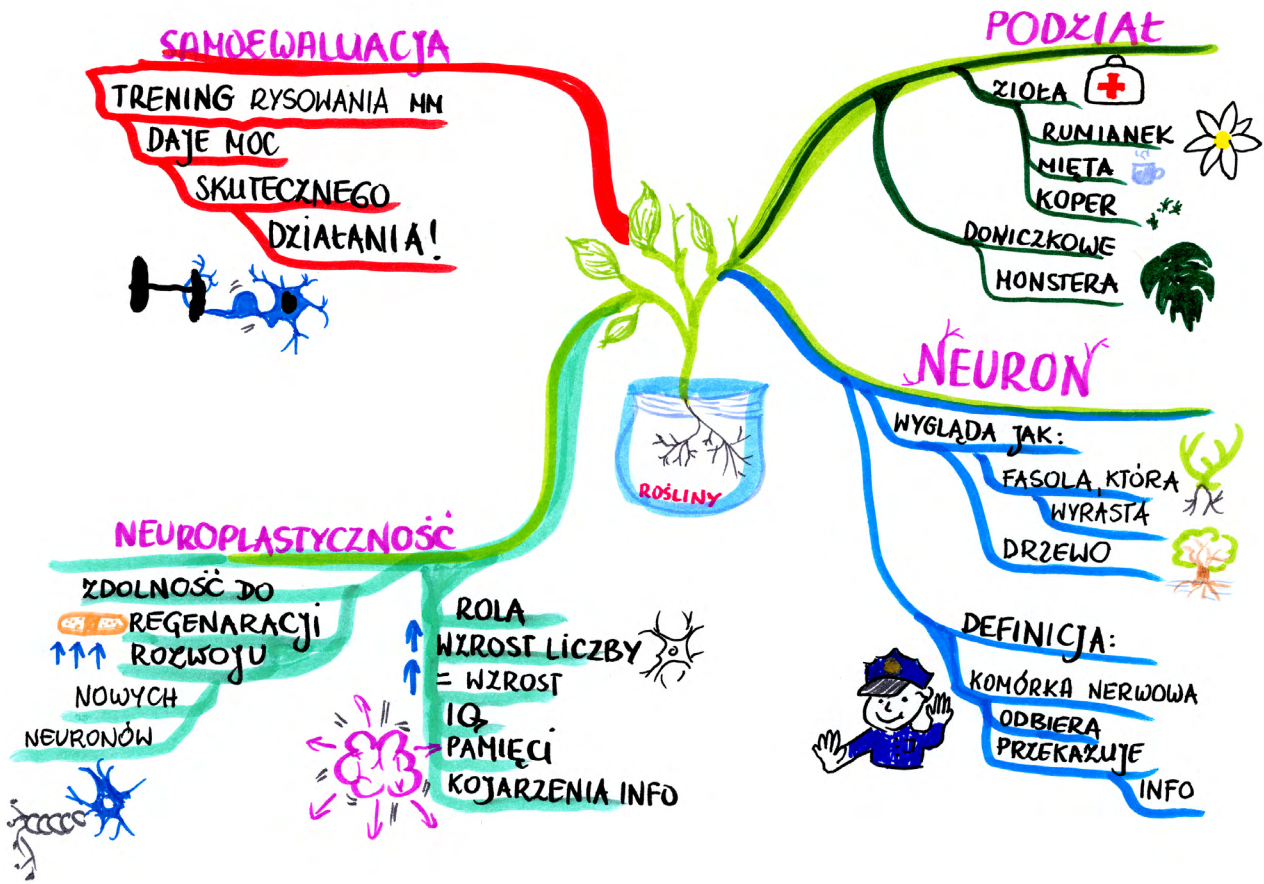 SAMOEWALUACJA
TRENING RYSOWANIA MM
DAJE MOC
SKUTECZNEGO
DZIAŁANIA!
PODZIAŁ
ZIOŁA
RUMIANEK
MIĘTA
KOPER
DONICZKOWE
MONSTERA
NEURON
WYGLĄDA JAK:
FASOLA, KTÓRA
WYRASTA
DRZEWO
DEFINICJA:
KOMÓRKA NERWOWA
ODBIERA
PRZEKAZUJE
INFO
ROŚLINY
NEUROPLASTYCZNOŚĆ
ZDOLNOŚĆ DO
REGENARACJI
ROZWOJU
NOWYCH
NEURONÓW
ROLA
WZROST LICZBY
= WZROST
IQ
PAMIĘCI
KOJARZENIA INFO